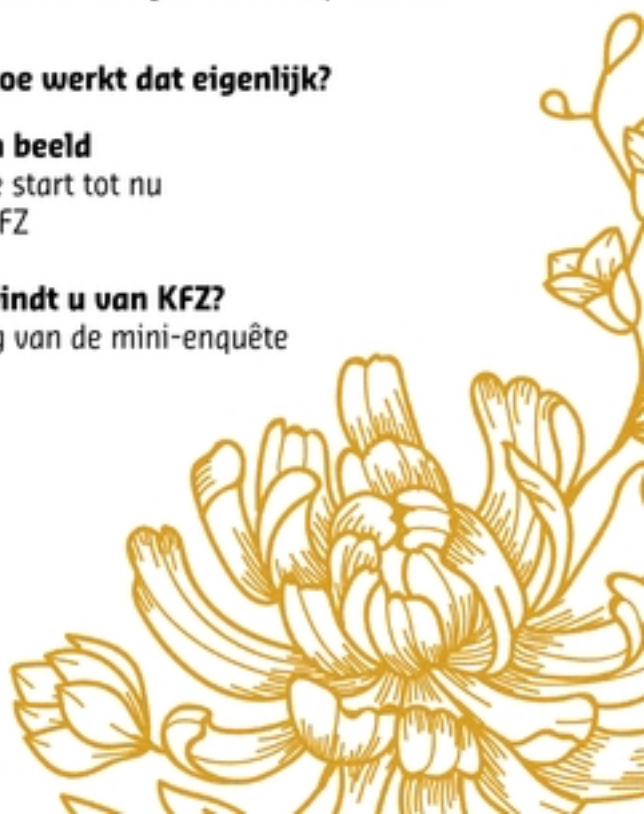 oe werkt dat eigenlijk?
beeld
start tot nu
FZ
indt u van KFZ?
van de mini-enquête